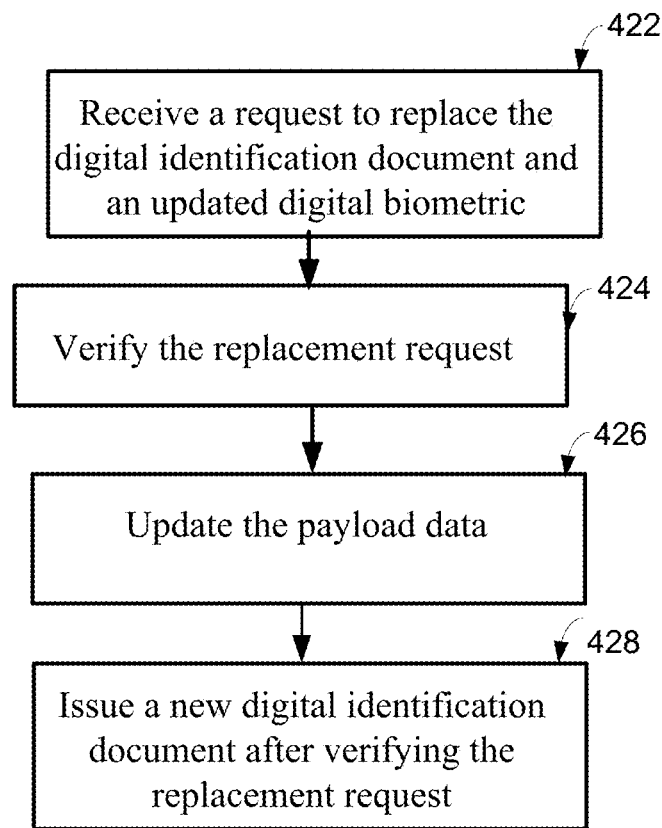 422
Receive a request to replace the
digital identification document and
an updated digital biometric
424
Verify the replacement request
426
Update the payload data
428
Issue a new digital identification
document after verifying the
replacement request